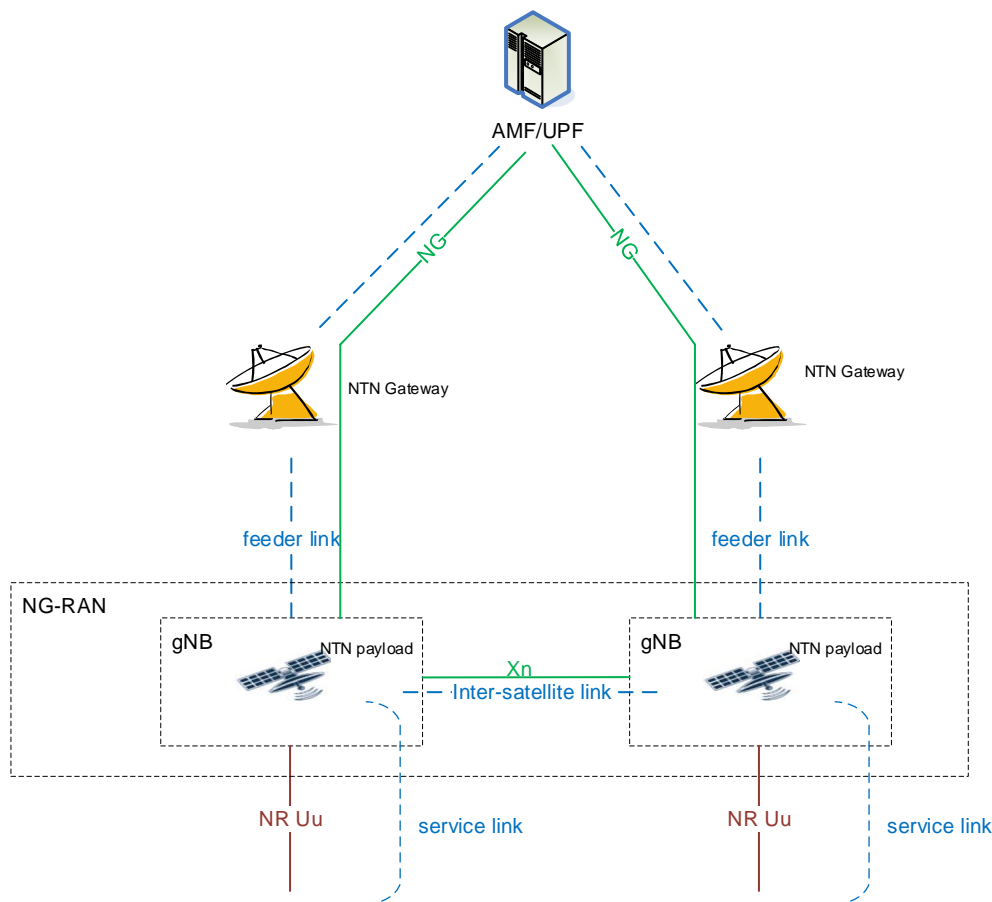 AMF/UPF
NG
NG
NTN Gateway
NTN Gateway
feeder link
feeder link
NG-RAN
gNB
NTN payload
gNB
NTN payload
Xn
Inter-satellite link
NR Uu
service link
NR Uu
service link